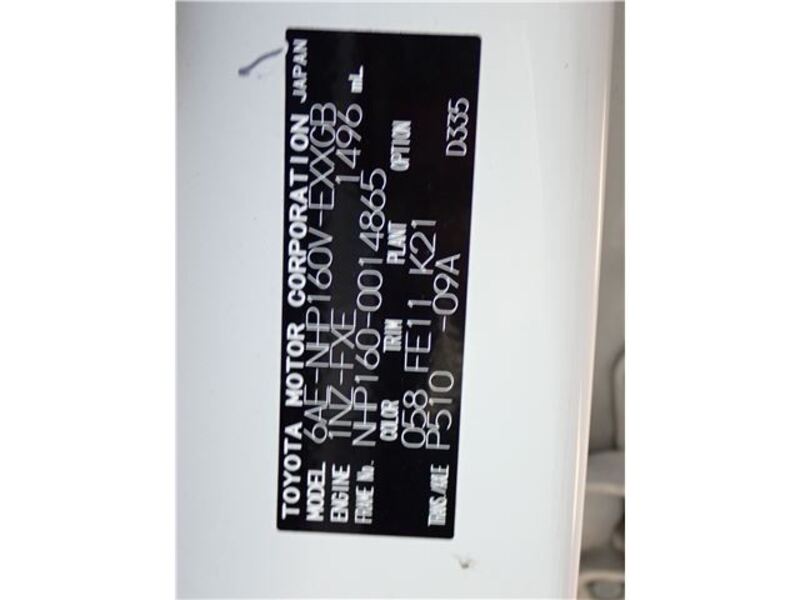 TOYOTA MOTOR CORPORATION JAPAN
MODEL 6AE-NHP160V-EXXGB
ENGINE 1NZ-FXE 1496 mL
FRAME No. NHP160-0014865
COLOR TRIM PLANT OPTION
058 FE11 K21
TRANS./AXLE P510 -09A D335